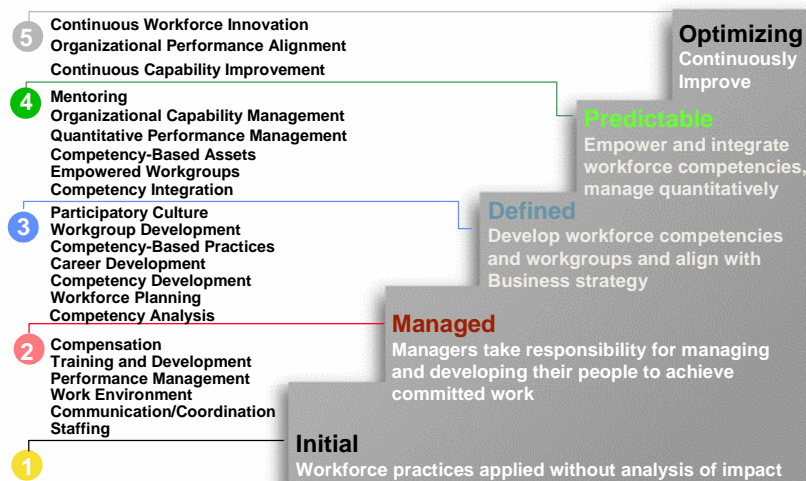 5
Continuous Workforce Innovation
Organizational Performance Alignment
Continuous Capability Improvement
Optimizing
Continuously
Improve
4
Mentoring
Organizational Capability Management
Quantitative Performance Management
Competency-Based Assets
Empowered Workgroups
Competency Integration
Predictable
Empower and integrate
workforce competencies,
manage quantitatively
3
Participatory Culture
Workgroup Development
Competency-Based Practices
Career Development
Competency Development
Workforce Planning
Competency Analysis
Defined
Develop workforce competencies
and workgroups and align with
Business strategy
2
Compensation
Training and Development
Performance Management
Work Environment
Communication/Coordination
Staffing
Managed
Managers take responsibility for managing
and developing their people to achieve
committed work
1
Initial
Workforce practices applied without analysis of impact